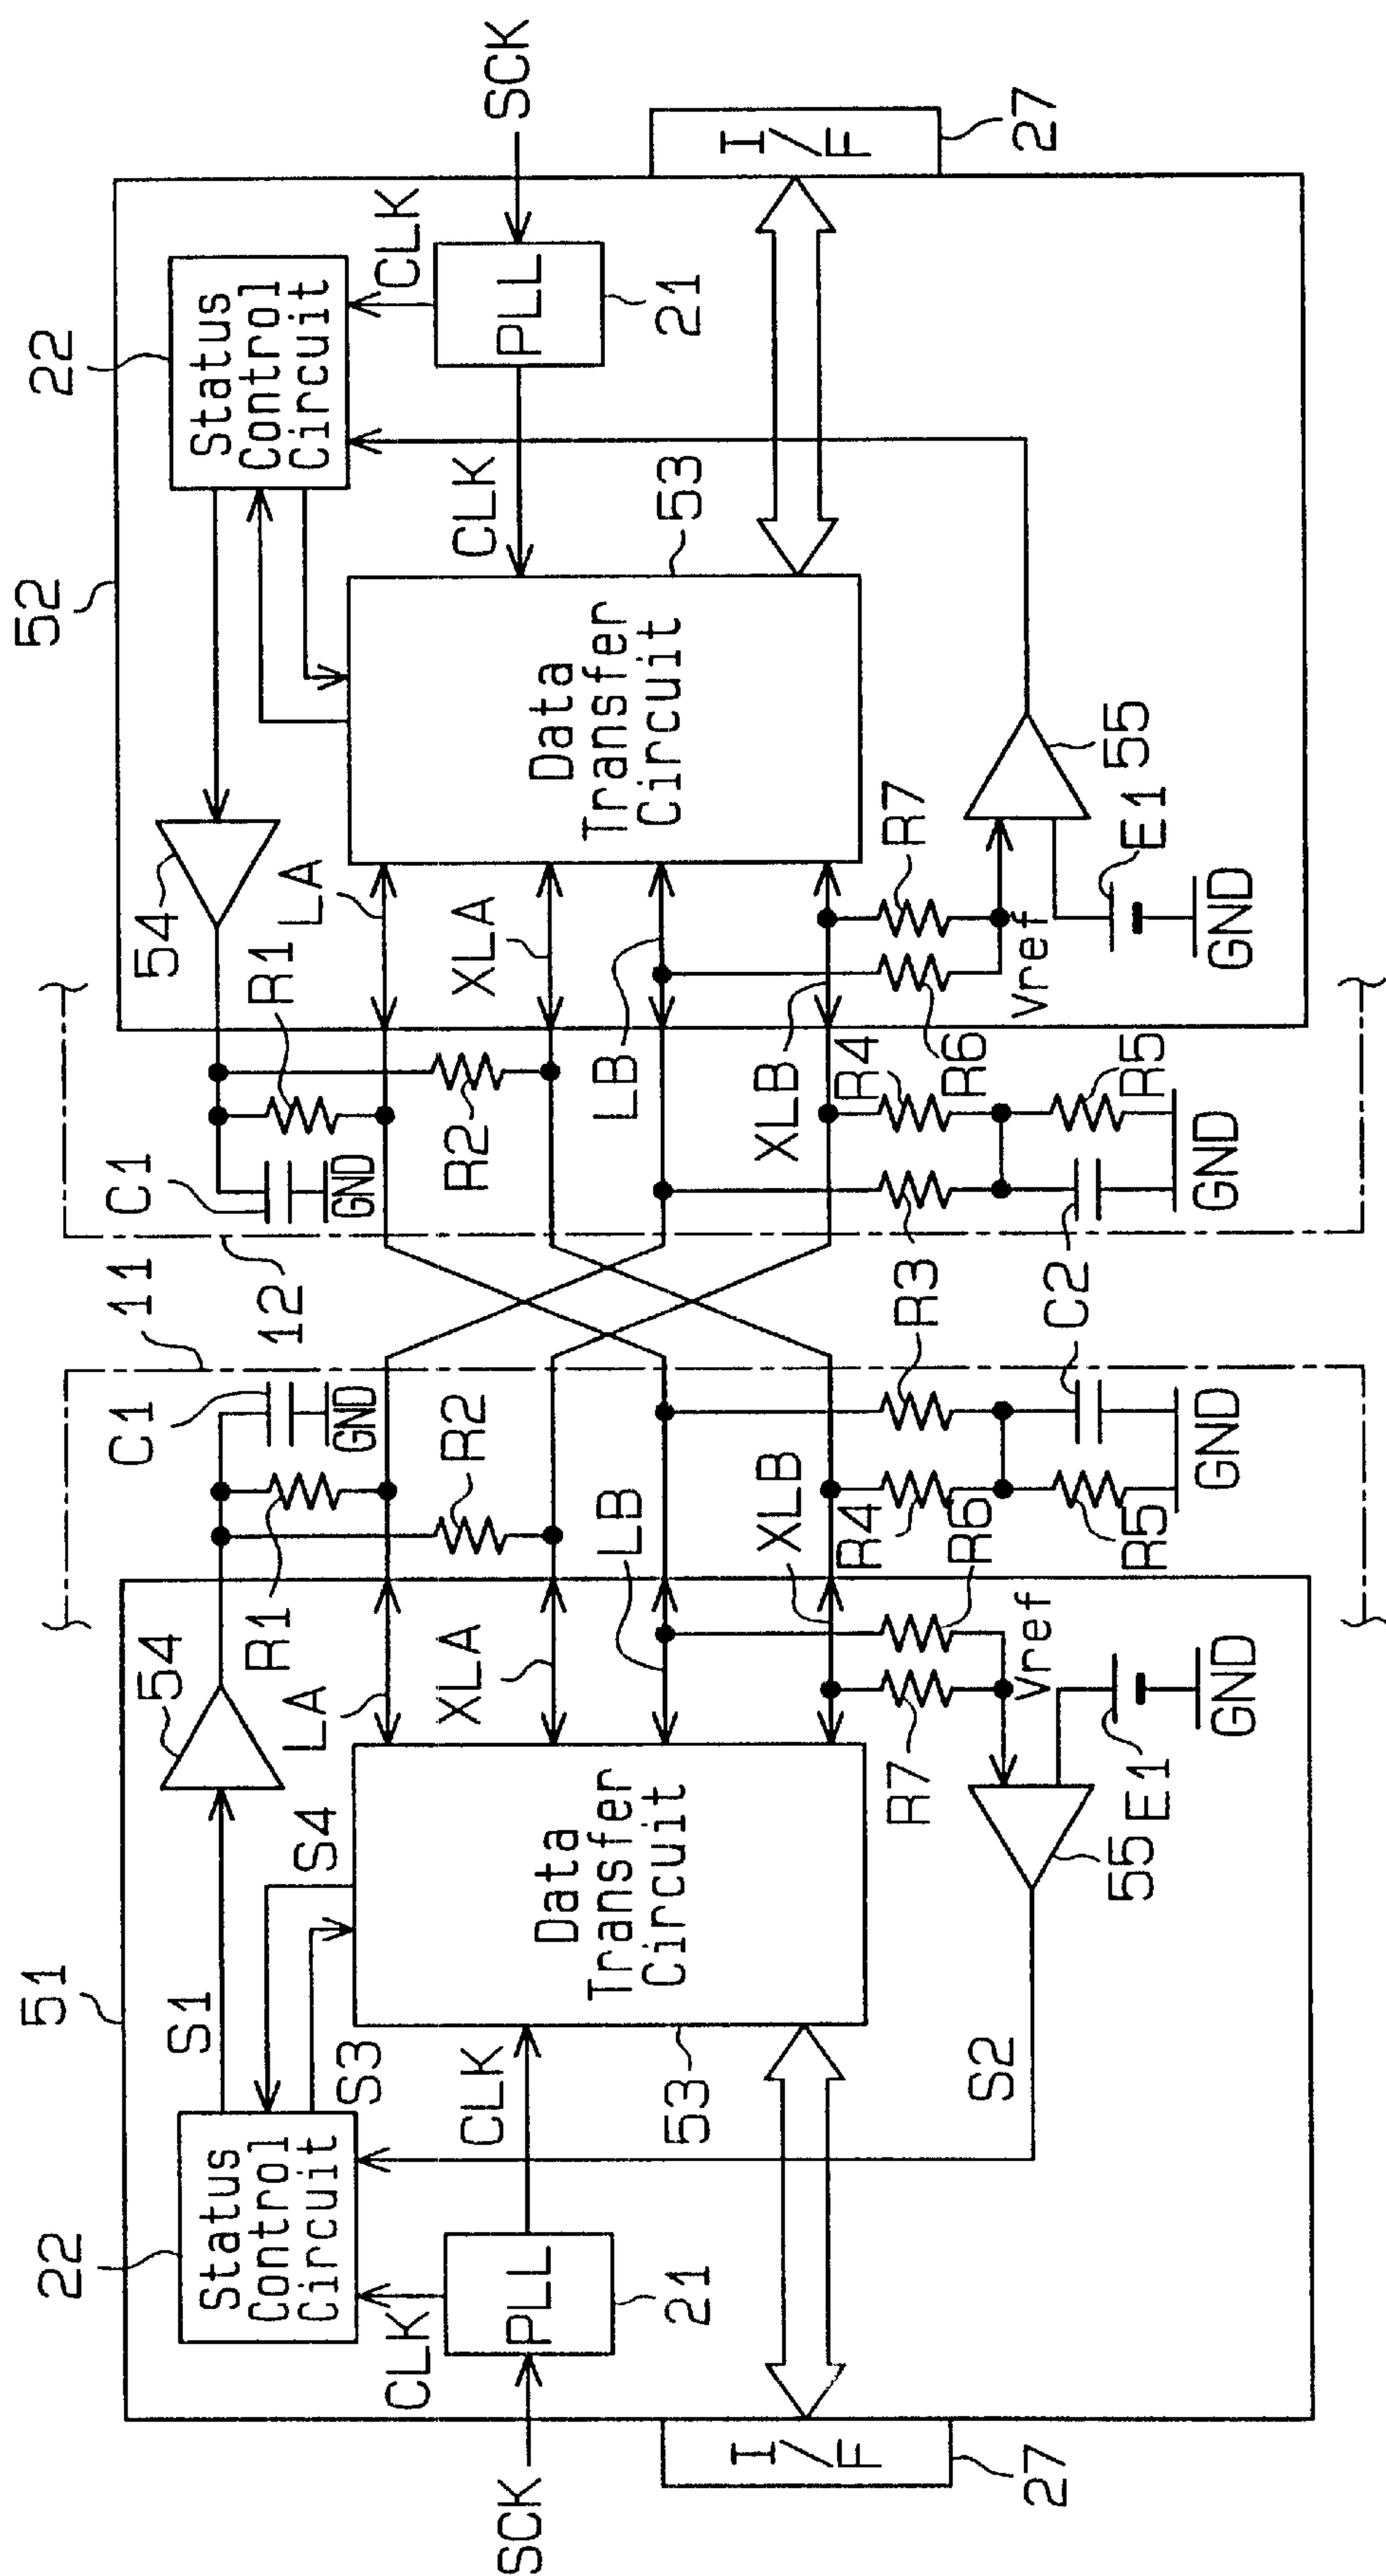 51
52
11
12
22
Status
Control
Circuit
S1
S4
S3
54
C1
GND
R1
R2
LA
XLA
LB
XLB
CLK
CLK
SCK
PLL
21
Data
Transfer
Circuit
53
I/F
27
R3
R4
R5
R6
R7
C2
GND
Vref
S2
55
E1
GND
22
Status
Control
Circuit
54
C1
GND
R1
R2
LA
XLA
LB
XLB
CLK
CLK
SCK
PLL
21
Data
Transfer
Circuit
53
I/F
27
R3
R4
R5
R6
R7
C2
GND
Vref
55
E1
GND